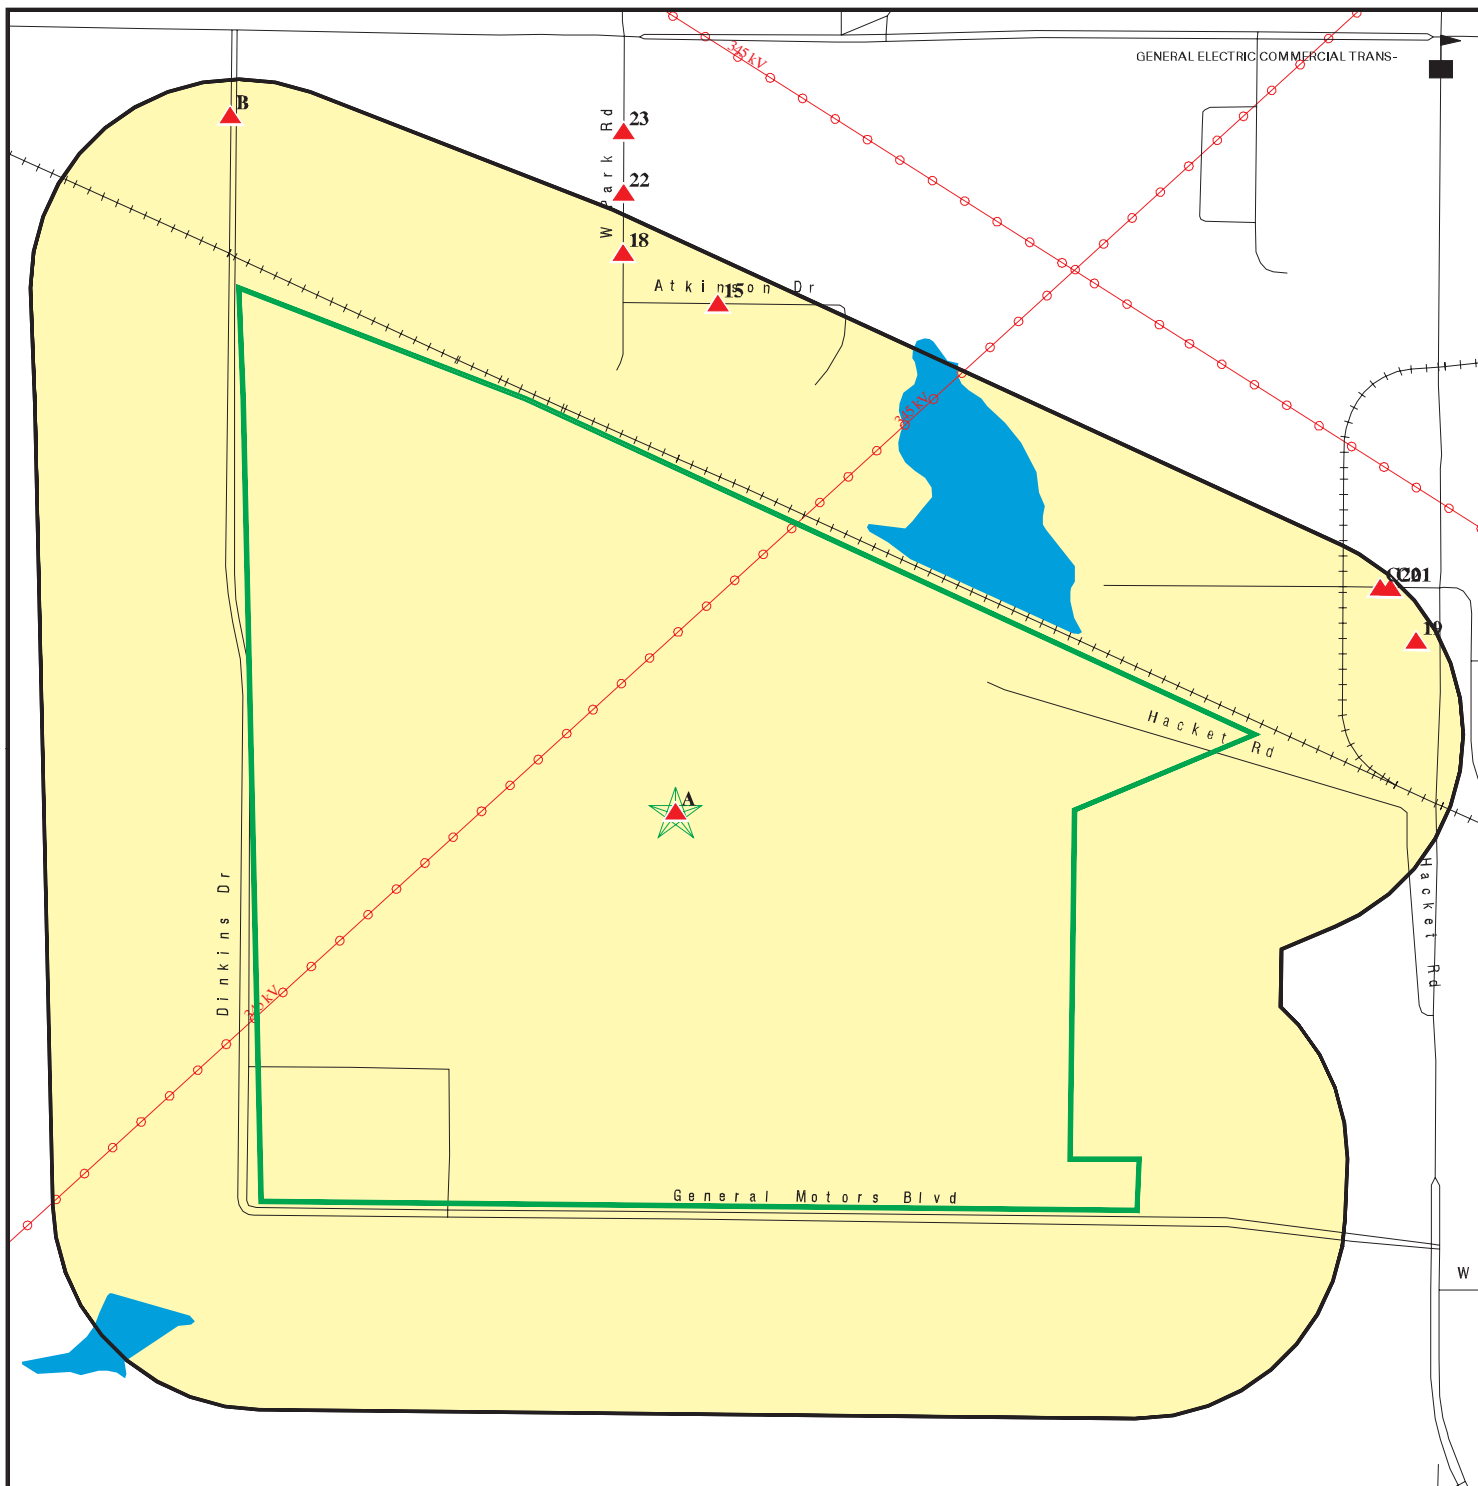 345 kV
GENERAL ELECTRIC COMMERCIAL TRANS-
B
23
W Park Rd
22
18
Atkinson Dr
15
345 kV
19
Hacket Rd
A
Dinkins Dr
Hacket Rd
345 kV
General Motors Blvd
W